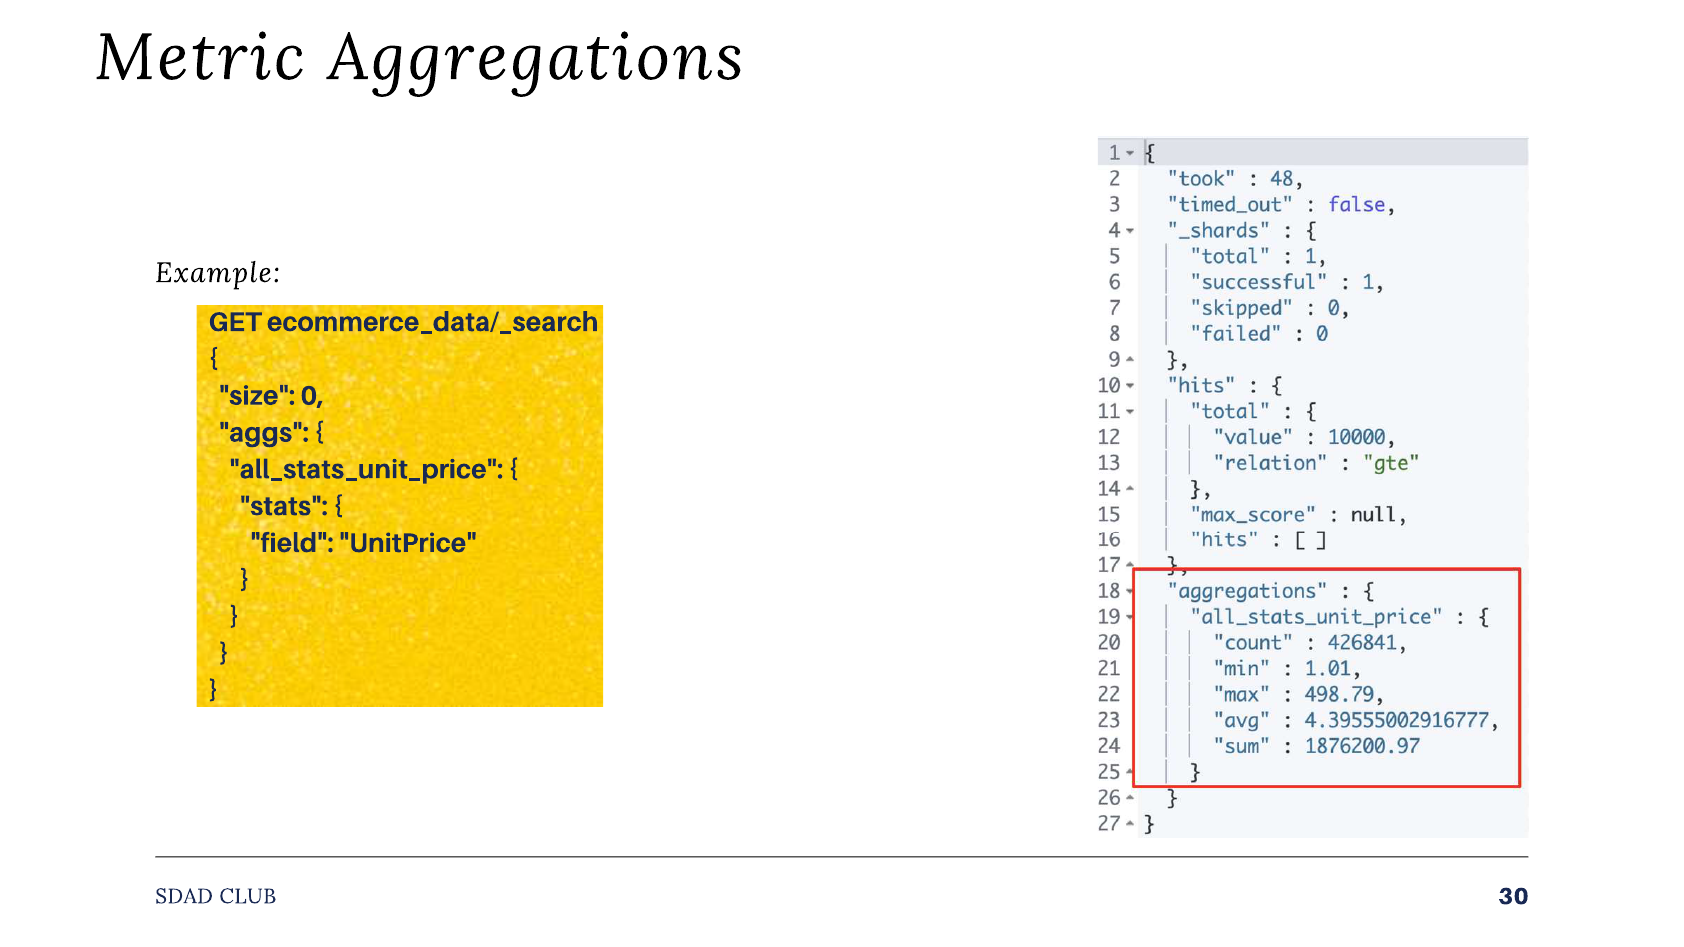 Metric Aggregations
Example:
GET ecommerce_data/_search
{
"size": 0,
"aggs": {
"all_stats_unit_price": {
"stats": {
"field": "UnitPrice"
}
}
}
}
1 {
2 "took" : 48,
3 "timed_out" : false,
4 "_shards" : {
5 "total" : 1,
6 "successful" : 1,
7 "skipped" : 0,
8 "failed" : 0
9 },
10 "hits" : {
11 "total" : {
12 "value" : 10000,
13 "relation" : "gte"
14 },
15 "max_score" : null,
16 "hits" : [ ]
17 },
18 "aggregations" : {
19 "all_stats_unit_price" : {
20 "count" : 426841,
21 "min" : 1.01,
22 "max" : 498.79,
23 "avg" : 4.39555002916777,
24 "sum" : 1876200.97
25 }
26 }
27 }
SDAD CLUB
30